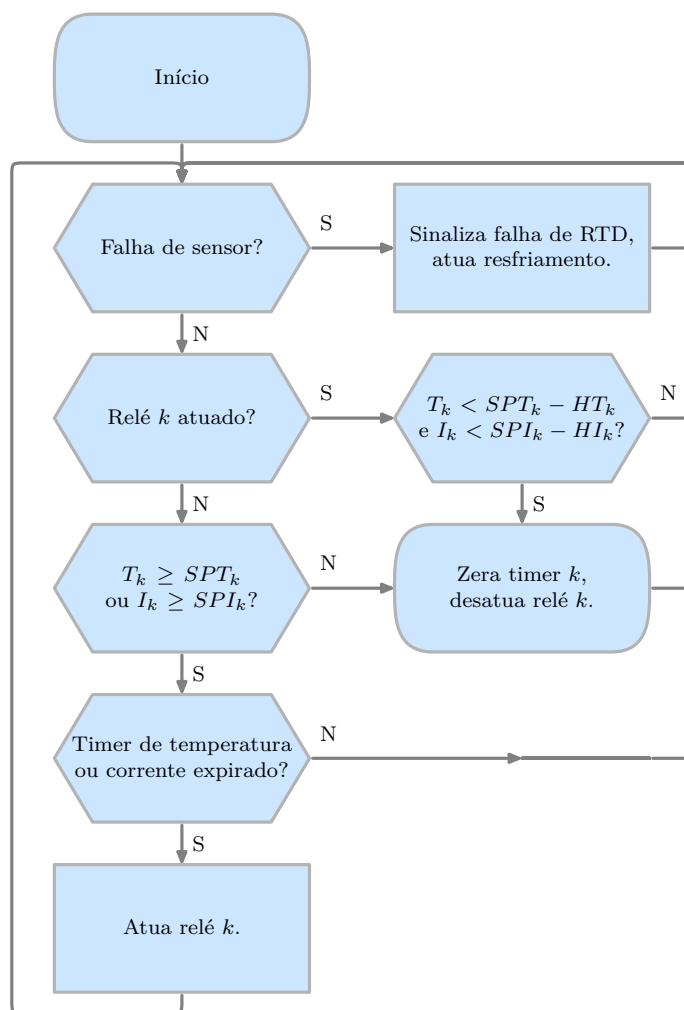 Início
Falha de sensor?
S
Sinaliza falha de RTD,
atua resfriamento.
N
Relé k atuado?
S
T_k < SPT_k − HT_k
e I_k < SPI_k − HI_k?
N
N
S
T_k ≥ SPT_k
ou I_k ≥ SPI_k?
N
Zera timer k,
desatua relé k.
S
Timer de temperatura
ou corrente expirado?
N
S
Atua relé k.